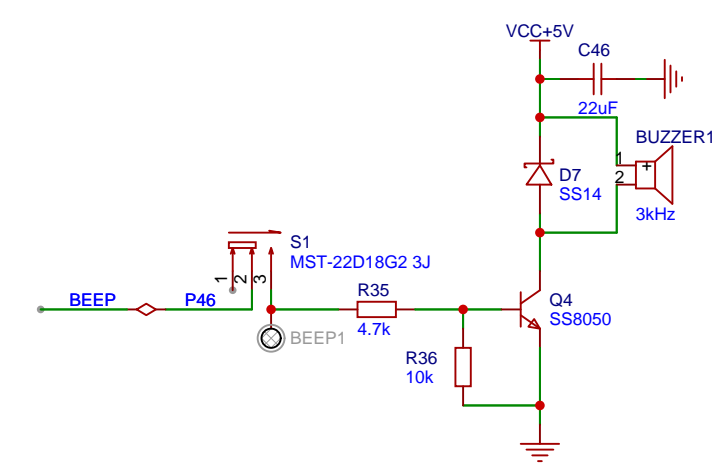 VCC+5V
C46
22uF
BUZZER1
1
2
+
3kHz
D7
SS14
S1
MST-22D18G2 3J
1
2
3
BEEP
P46
BEEP1
R35
4.7k
Q4
SS8050
R36
10k